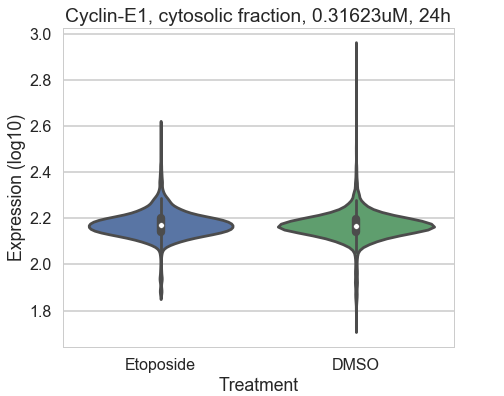 Cyclin-E1, cytosolic fraction, 0.31623uM, 24h
3.0
2.8
2.6
2.4
2.2
2.0
1.8
Expression (log10)
Etoposide DMSO
Treatment